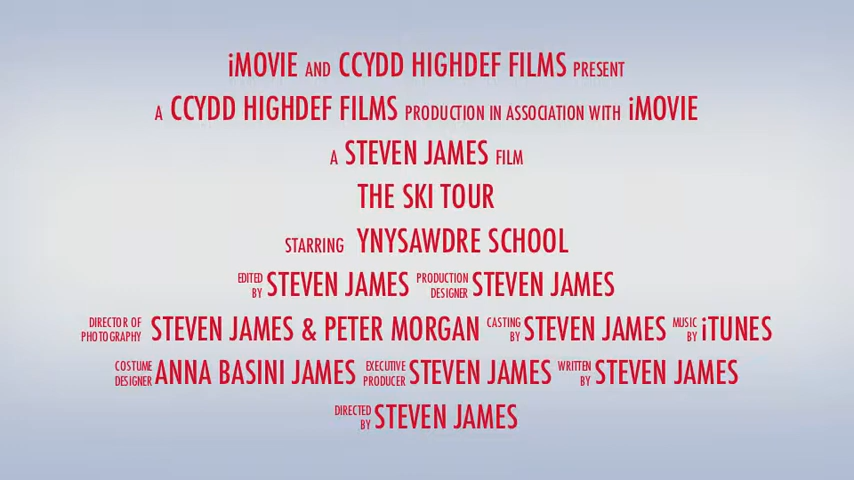 iMOVIE AND CCYDD HIGHDEF FILMS PRESENT
A CCYDD HIGHDEF FILMS PRODUCTION IN ASSOCIATION WITH iMOVIE
A STEVEN JAMES FILM
THE SKI TOUR
STARRING YNYSAWDRE SCHOOL
EDITED BY STEVEN JAMES PRODUCTION DESIGNER STEVEN JAMES
DIRECTOR OF PHOTOGRAPHY STEVEN JAMES & PETER MORGAN CASTING BY STEVEN JAMES MUSIC BY iTUNES
COSTUME DESIGNER ANNA BASINI JAMES EXECUTIVE PRODUCER STEVEN JAMES WRITTEN BY STEVEN JAMES
DIRECTED BY STEVEN JAMES